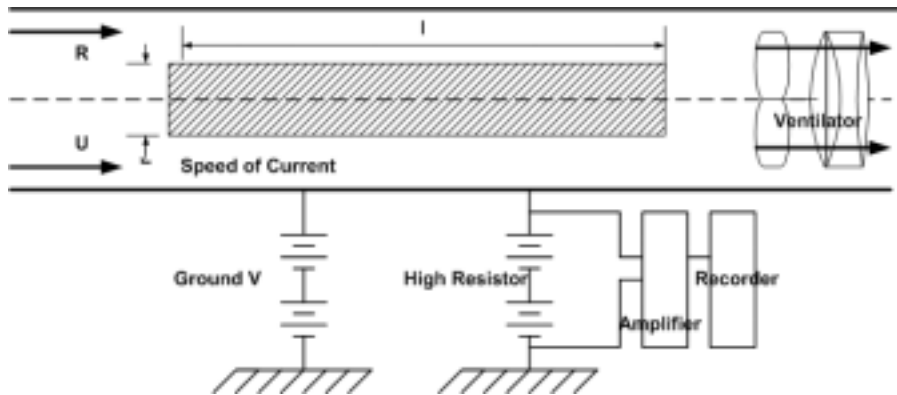 l
R
U
r
Speed of Current
Ventilator
Ground V
High Resistor
Amplifier
Recorder